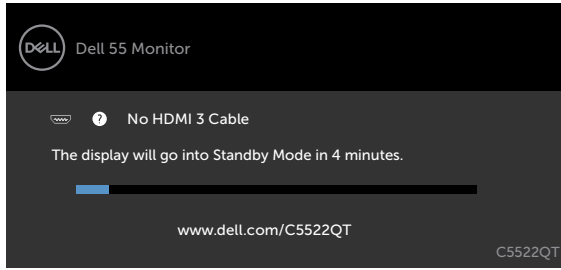 DELL
Dell 55 Monitor
? No HDMI 3 Cable
The display will go into Standby Mode in 4 minutes.
www.dell.com/C5522QT
C5522QT